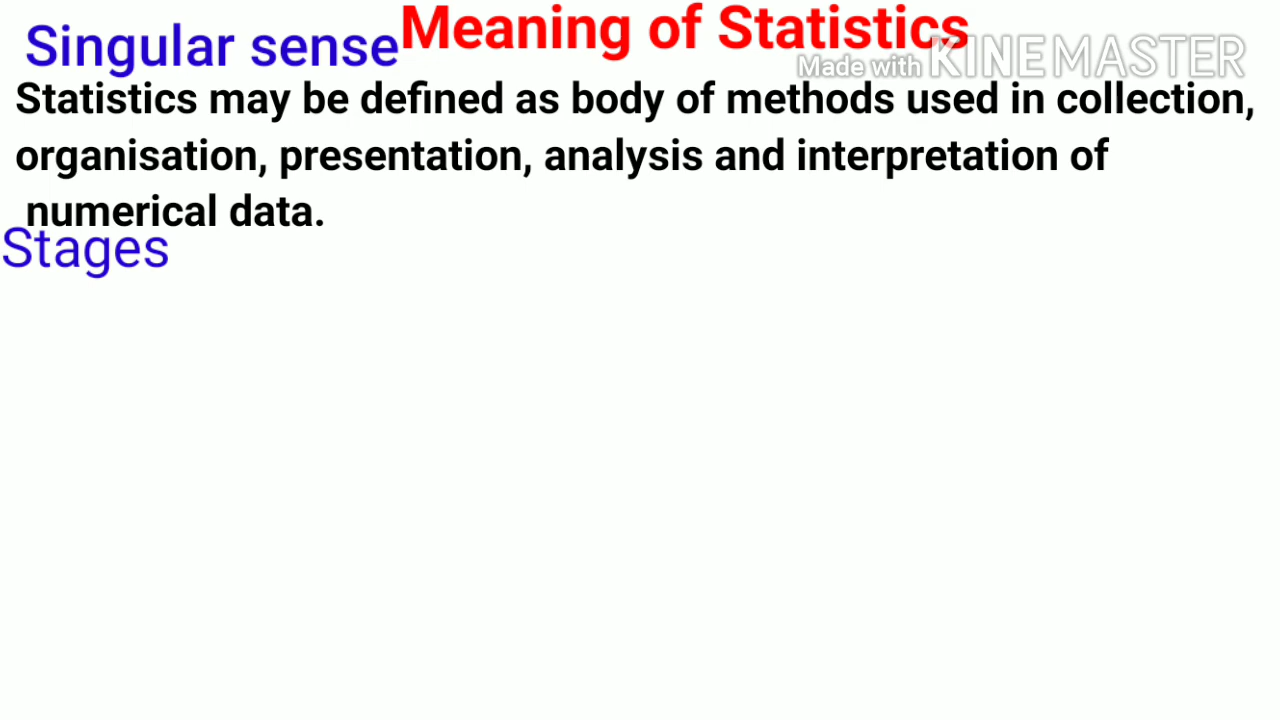 Meaning of Statistics
Singular sense
Made with KINEMASTER
Statistics may be defined as body of methods used in collection,
organisation, presentation, analysis and interpretation of
numerical data.
Stages